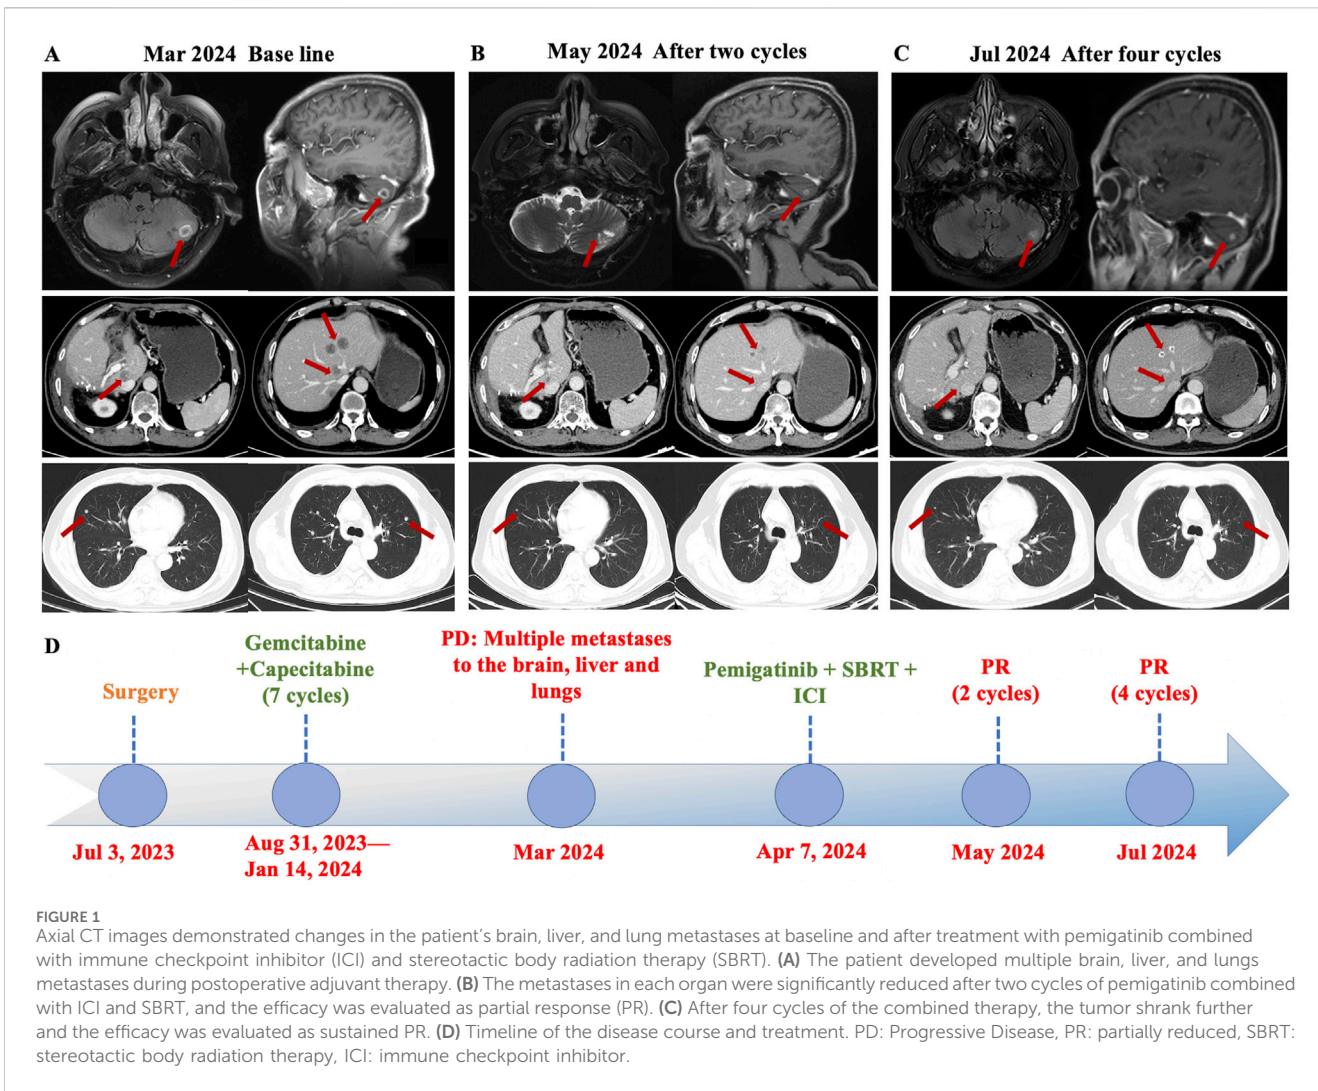 A Mar 2024 Base line
B May 2024 After two cycles
C Jul 2024 After four cycles
D
Surgery
Gemcitabine
+Capecitabine
(7 cycles)
PD: Multiple metastases
to the brain, liver and
lungs
Pemigatinib + SBRT +
ICI
PR
(2 cycles)
PR
(4 cycles)
Jul 3, 2023
Aug 31, 2023—
Jan 14, 2024
Mar 2024
Apr 7, 2024
May 2024
Jul 2024
FIGURE 1
Axial CT images demonstrated changes in the patient's brain, liver, and lung metastases at baseline and after treatment with pemigatinib combined
with immune checkpoint inhibitor (ICI) and stereotactic body radiation therapy (SBRT). (A) The patient developed multiple brain, liver, and lungs
metastases during postoperative adjuvant therapy. (B) The metastases in each organ were significantly reduced after two cycles of pemigatinib combined
with ICI and SBRT, and the efficacy was evaluated as partial response (PR). (C) After four cycles of the combined therapy, the tumor shrank further
and the efficacy was evaluated as sustained PR. (D) Timeline of the disease course and treatment. PD: Progressive Disease, PR: partially reduced, SBRT:
stereotactic body radiation therapy, ICI: immune checkpoint inhibitor.